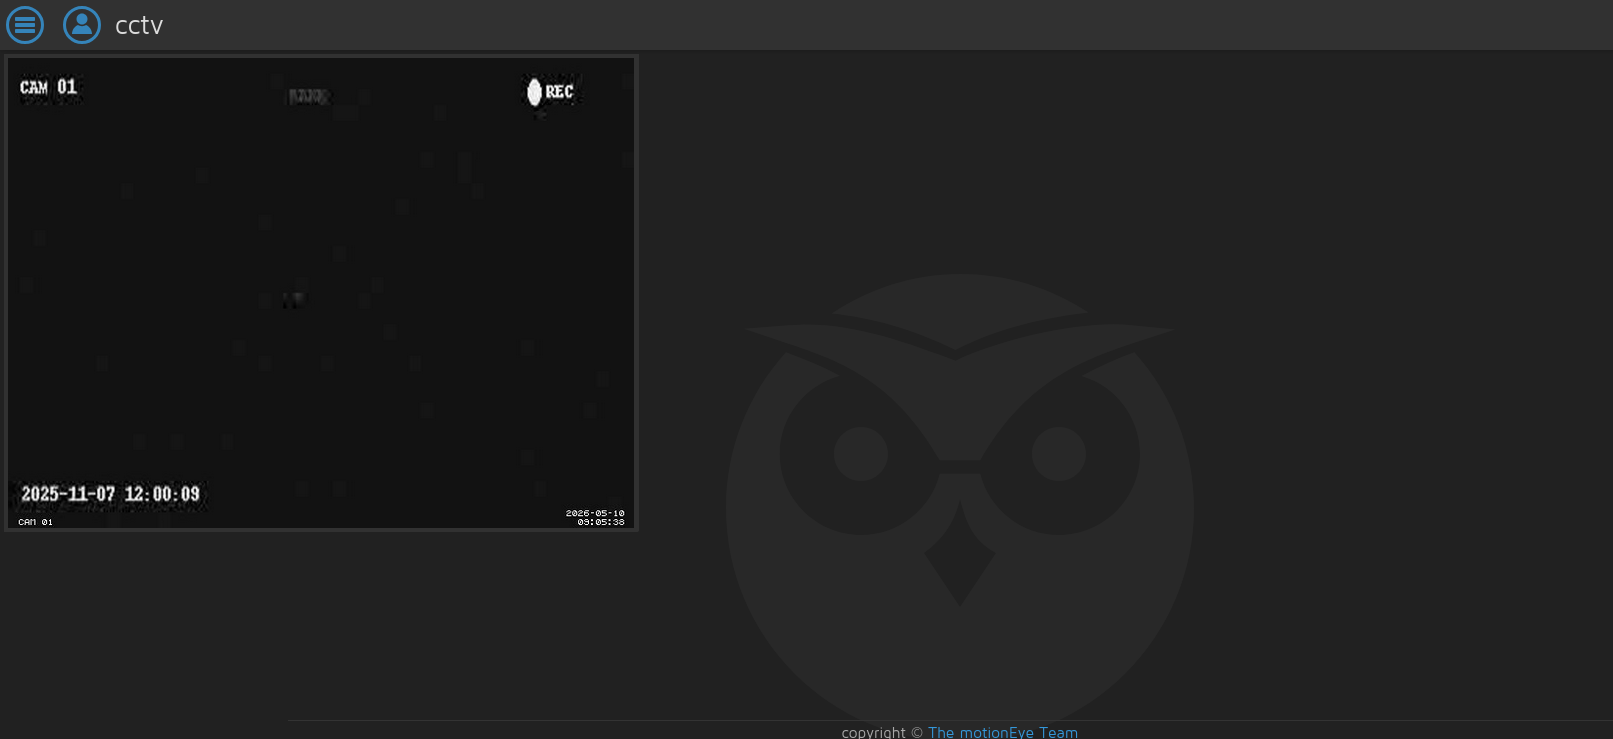 cctv
CAM 01
REC
2025-11-07 12:00:09
CAM 01
2026-05-10
09:05:38
copyright © The motionEye Team